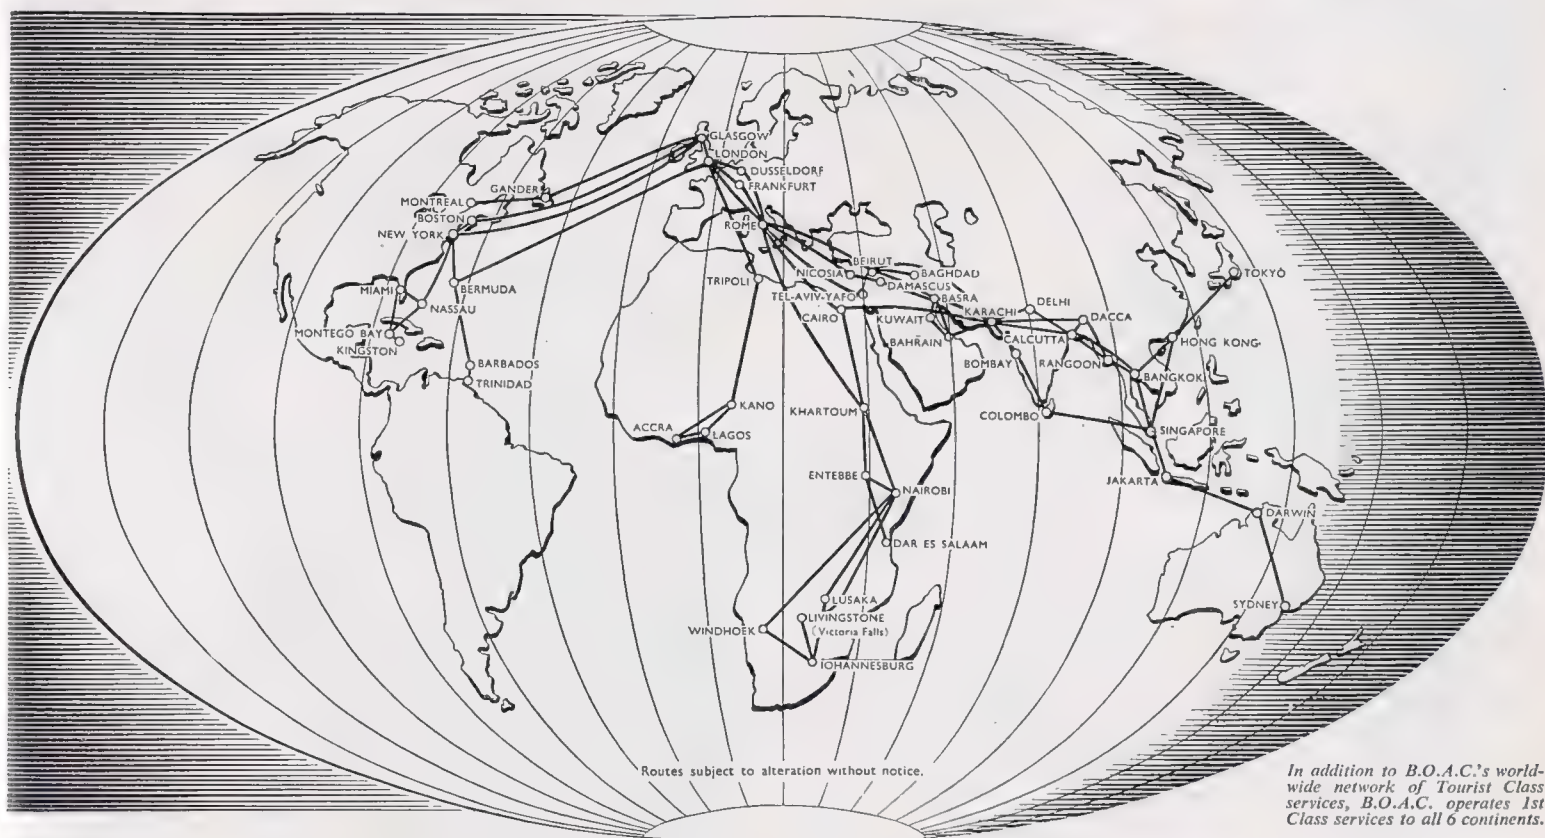 GLASGOW
LONDON
DUSSELDORF
FRANKFURT
GANDER
MONTREAL
BOSTON
NEW YORK
ROME
BEIRUT
NICOSIA
BAGHDAD
DAMASCUS
TOKYŌ
MIAMI
BERMUDA
TRIPOLI
TEL-AVIV-YAFO
BASRA
DELHI
NASSAU
CAIRO
KUWAIT
KARACHI
DACCA
MONTEGO BAY
KINGSTON
BAHRAIN
CALCUTTA
HONG KONG
BARBADOS
BOMBAY
RANGOON
BANGKOK
TRINIDAD
KANO
KHARTOUM
COLOMBO
ACCRA
LAGOS
SINGAPORE
ENTEBBE
NAIROBI
JAKARTA
DARWIN
DAR ES SALAAM
LUSAKA
SYDNEY
LIVINGSTONE
(Victoria Falls)
WINDHOEK
JOHANNESBURG
Routes subject to alteration without notice.
In addition to B.O.A.C.'s world-
wide network of Tourist Class
services, B.O.A.C. operates 1st
Class services to all 6 continents.